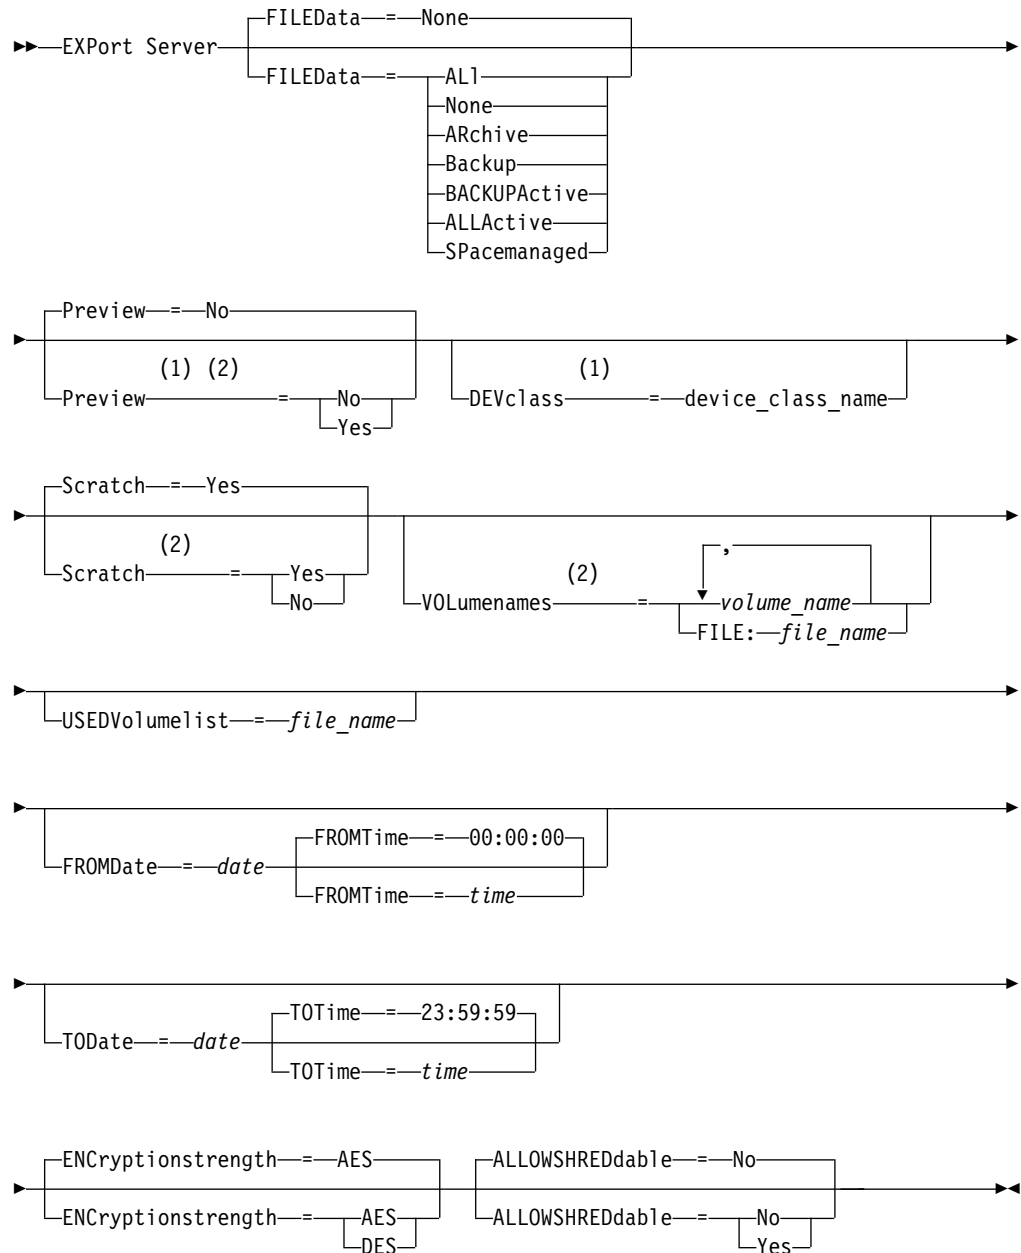 FILEData = None
EXPort Server
FILEData = ALl
None
ARchive
Backup
BACKUPActive
ALLActive
SPacemanaged
Preview = No
(1) (2)
(1)
Preview = No
DEVclass = device_class_name
Yes
Scratch = Yes
(2)
,
Scratch = Yes
(2)
No
VOLumenames = volume_name
FILE: file_name
USEDVolumelist = file_name
FROMTime = 00:00:00
FROMDate = date
FROMTime = time
TOTime = 23:59:59
TODate = date
TOTime = time
ENCryptionstrength = AES
ALLOWSHREDdable = No
ENCryptionstrength = AES
ALLOWSHREDdable = No
DES
Yes